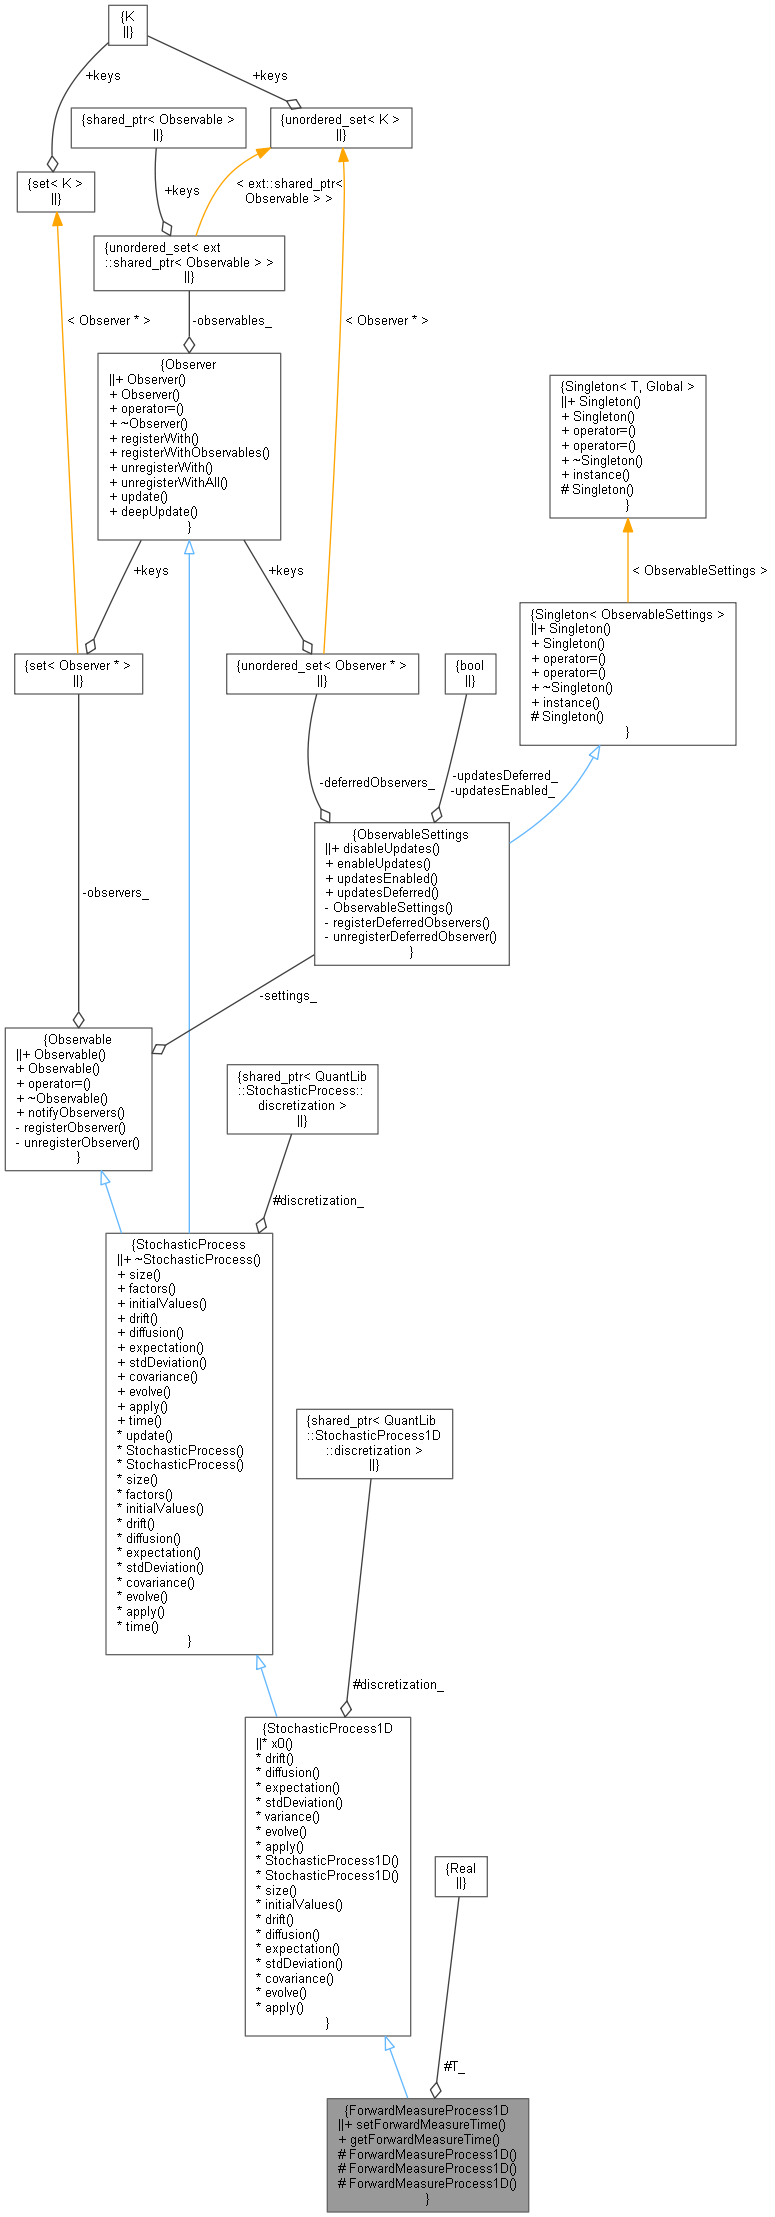 {K
||}
+keys
+keys
{shared_ptr< Observable >
||}
{unordered_set< K >
||}
{set< K >
||}
+keys
< ext::shared_ptr<
Observable > >
{unordered_set< ext
::shared_ptr< Observable > >
||}
< Observer * >
-observables_
< Observer * >
{Observer
||+ Observer()
+ Observer()
+ operator=()
+ ~Observer()
+ registerWith()
+ registerWithObservables()
+ unregisterWith()
+ unregisterWithAll()
+ update()
+ deepUpdate()
}
{Singleton< T, Global >
||+ Singleton()
+ Singleton()
+ operator=()
+ operator=()
+ ~Singleton()
+ instance()
# Singleton()
}
+keys
+keys
< ObservableSettings >
{Singleton< ObservableSettings >
||+ Singleton()
+ Singleton()
+ operator=()
+ operator=()
+ ~Singleton()
+ instance()
# Singleton()
}
{set< Observer * >
||}
{unordered_set< Observer * >
||}
{bool
||}
-deferredObservers_
-updatesDeferred_
-updatesEnabled_
{ObservableSettings
||+ disableUpdates()
+ enableUpdates()
+ updatesEnabled()
+ updatesDeferred()
- ObservableSettings()
- registerDeferredObservers()
- unregisterDeferredObserver()
}
-observers_
-settings_
{Observable
||+ Observable()
+ Observable()
+ operator=()
+ ~Observable()
+ notifyObservers()
- registerObserver()
- unregisterObserver()
}
{shared_ptr< QuantLib
::StochasticProcess::
discretization >
||}
#discretization_
{StochasticProcess
||+ ~StochasticProcess()
+ size()
+ factors()
+ initialValues()
+ drift()
+ diffusion()
+ expectation()
+ stdDeviation()
+ covariance()
+ evolve()
+ apply()
+ time()
* update()
* StochasticProcess()
* StochasticProcess()
* size()
* factors()
* initialValues()
* drift()
* diffusion()
* expectation()
* stdDeviation()
* covariance()
* evolve()
* apply()
* time()
}
{shared_ptr< QuantLib
::StochasticProcess1D
::discretization >
||}
#discretization_
{StochasticProcess1D
||* x0()
* drift()
* diffusion()
* expectation()
* stdDeviation()
* variance()
* evolve()
* apply()
* StochasticProcess1D()
* StochasticProcess1D()
* size()
* initialValues()
* drift()
* diffusion()
* expectation()
* stdDeviation()
* covariance()
* evolve()
* apply()
}
{Real
||}
#T_
{ForwardMeasureProcess1D
||+ setForwardMeasureTime()
+ getForwardMeasureTime()
# ForwardMeasureProcess1D()
# ForwardMeasureProcess1D()
# ForwardMeasureProcess1D()
}